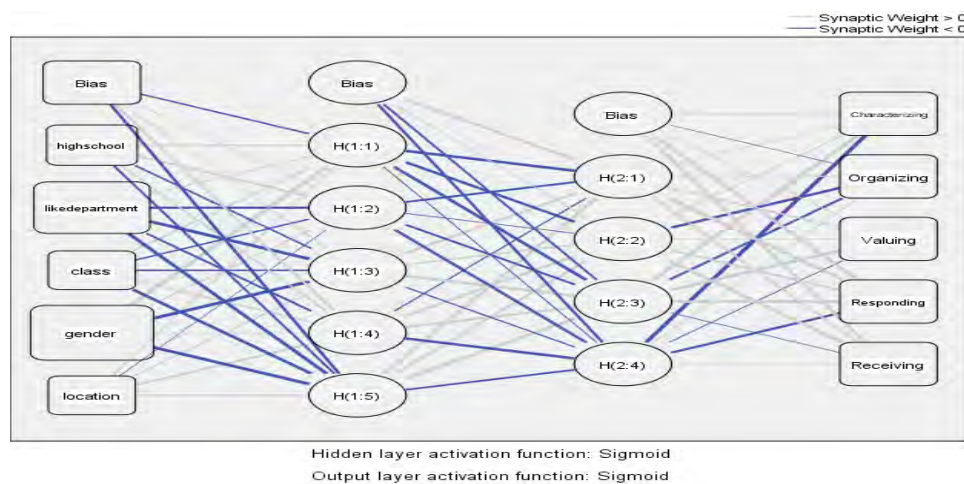 Synaptic Weight > 0
Synaptic Weight < 0
Bias
highschool
likedepartment
class
gender
location
Bias
H(1:1)
H(1:2)
H(1:3)
H(1:4)
H(1:5)
Bias
H(2:1)
H(2:2)
H(2:3)
H(2:4)
Characterizing
Organizing
Valuing
Responding
Receiving
Hidden layer activation function: Sigmoid
Output layer activation function: Sigmoid